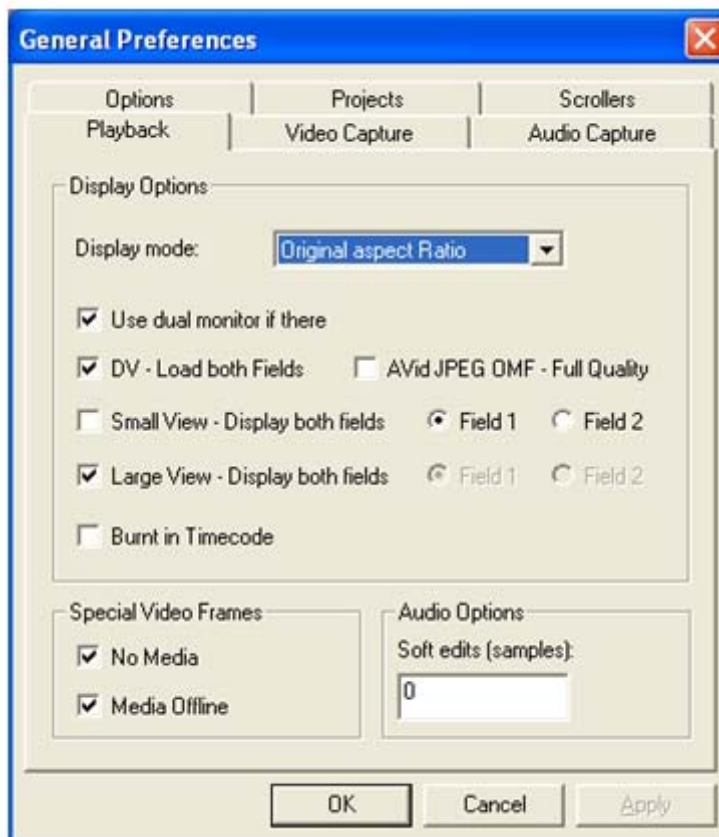 General Preferences
Options Projects Scrollers
Playback Video Capture Audio Capture
Display Options
Display mode: Original aspect Ratio
Use dual monitor if there
DV - Load both Fields AVid JPEG OMF - Full Quality
Small View - Display both fields Field 1 Field 2
Large View - Display both fields Field 1 Field 2
Burnt in Timecode
Special Video Frames Audio Options
No Media Soft edits (samples):
0
Media Offline
OK Cancel Apply